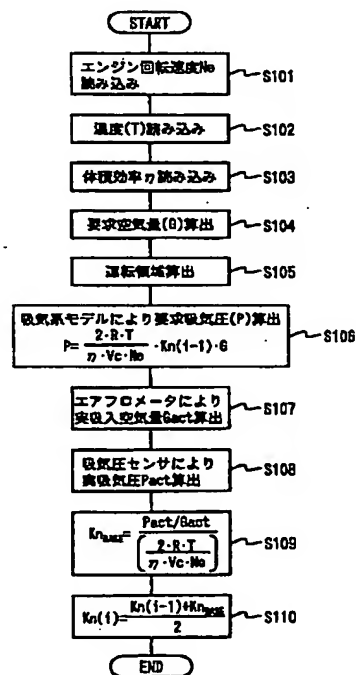 START
エンジン回転速度Ne
読み込み
S101
温度(T)読み込み
S102
体積効率η読み込み
S103
要求空気量(G)算出
S104
運転領域算出
S105
吸気系モデルにより要求吸気圧(P)算出
P= 2·R·T / η·Vc·Ne ·Kn(i-1)·G
S106
エアフロメータにより
実吸入空気量Gact算出
S107
吸気圧センサにより
実吸気圧Pact算出
S108
Kn_BASE= Pact/Gact / (2·R·T / η·Vc·Ne)
S109
Kn(i)= Kn(i-1)+Kn_BASE / 2
S110
END